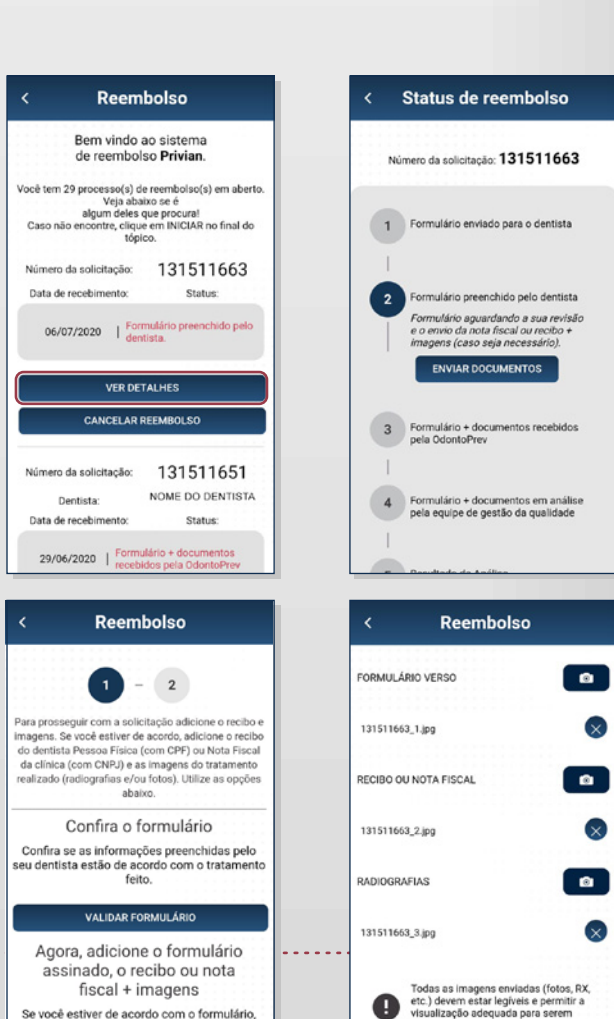 Reembolso
Bem vindo ao sistema
de reembolso Privian.
Você tem 29 processo(s) de reembolso(s) em aberto.
Veja abaixo se é
algum deles que procura!
Caso não encontre, clique em INICIAR no final do
tópico.
Número da solicitação: 131511663
Data de recebimento: Status:
06/07/2020 | Formulário preenchido pelo
dentista.
VER DETALHES
CANCELAR REEMBOLSO
Número da solicitação: 131511651
Dentista: NOME DO DENTISTA
Data de recebimento: Status:
29/06/2020 | Formulário + documentos
recebidos pela OdontoPrev
Status de reembolso
Número da solicitação: 131511663
1 Formulário enviado para o dentista
2 Formulário preenchido pelo dentista
Formulário aguardando a sua revisão
e o envio da nota fiscal ou recibo +
imagens (caso seja necessário).
ENVIAR DOCUMENTOS
3 Formulário + documentos recebidos
pela OdontoPrev
4 Formulário + documentos em análise
pela equipe de gestão da qualidade
5 Resultado da Análise
Reembolso
1 - 2
Para prosseguir com a solicitação adicione o recibo e
imagens. Se você estiver de acordo, adicione o recibo
do dentista Pessoa Física (com CPF) ou Nota Fiscal
da clínica (com CNPJ) e as imagens do tratamento
realizado (radiografias e/ou fotos). Utilize as opções
abaixo.
Confira o formulário
Confira se as informações preenchidas pelo
seu dentista estão de acordo com o tratamento
feito.
VALIDAR FORMULÁRIO
Agora, adicione o formulário
assinado, o recibo ou nota
fiscal + imagens
Se você estiver de acordo com o formulário,
Reembolso
FORMULÁRIO VERSO
131511663_1.jpg
RECIBO OU NOTA FISCAL
131511663_2.jpg
RADIOGRAFIAS
131511663_3.jpg
Todas as imagens enviadas (fotos, RX,
etc.) devem estar legíveis e permitir a
visualização adequada para serem